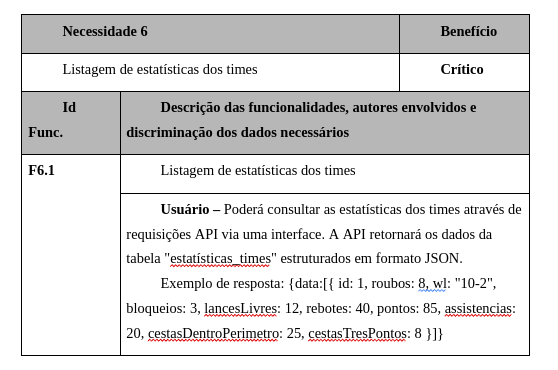 Necessidade 6 Benefício
Listagem de estatísticas dos times Crítico
Id Func. Descrição das funcionalidades, autores envolvidos e
discriminação dos dados necessários
F6.1 Listagem de estatísticas dos times
Usuário – Poderá consultar as estatísticas dos times através de
requisições API via uma interface. A API retornará os dados da
tabela "estatísticas_times" estruturados em formato JSON.
Exemplo de resposta: {data:[{ id: 1, roubos: 8, wl: "10-2",
bloqueios: 3, lancesLivres: 12, rebotes: 40, pontos: 85, assistencias:
20, cestasDentroPerimetro: 25, cestasTresPontos: 8 }]}